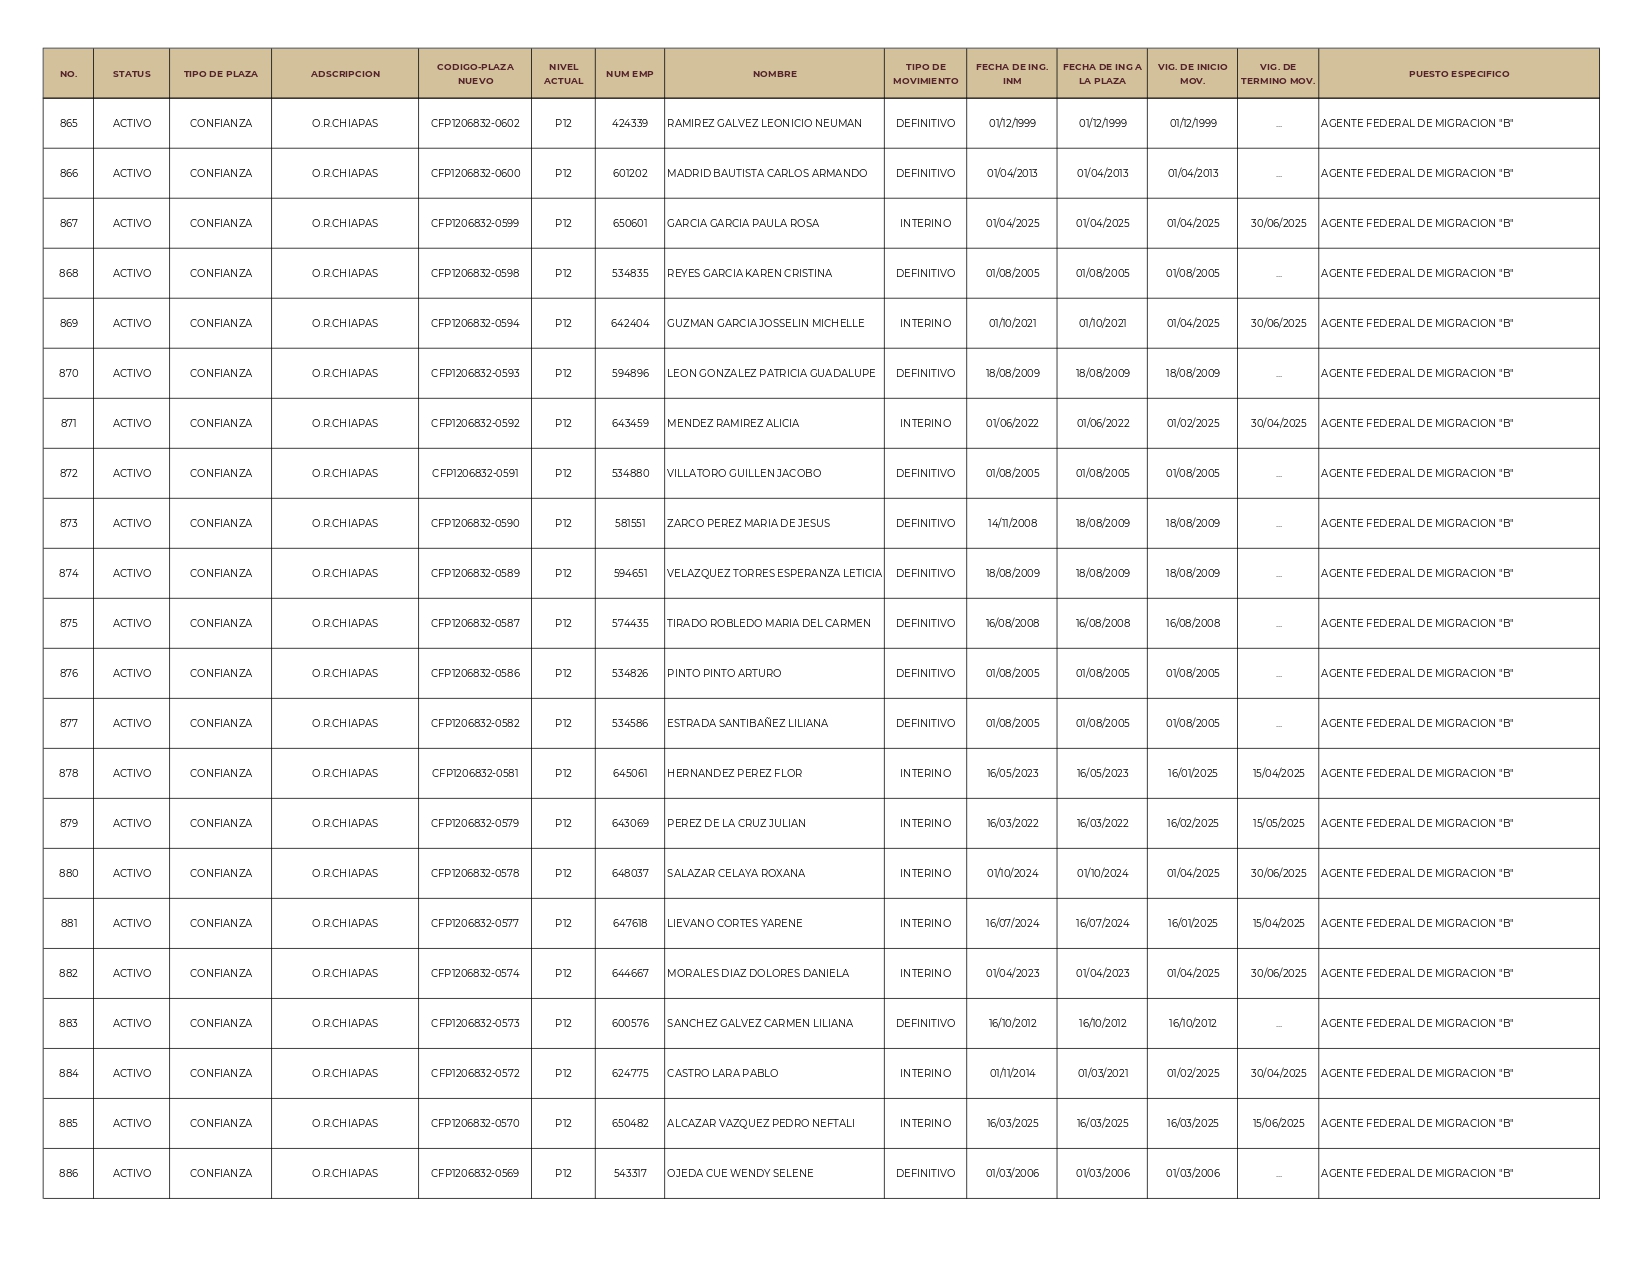 NO. STATUS TIPO DE PLAZA ADSCRIPCION CODIGO-PLAZA NUEVO NIVEL ACTUAL NUM EMP NOMBRE TIPO DE MOVIMIENTO FECHA DE ING. INM FECHA DE ING A LA PLAZA VIG. DE INICIO MOV. VIG. DE TERMINO MOV. PUESTO ESPECIFICO
865 ACTIVO CONFIANZA O.R.CHIAPAS CFP1206832-0602 P12 424339 RAMIREZ GALVEZ LEONICIO NEUMAN DEFINITIVO 01/12/1999 01/12/1999 01/12/1999 ... AGENTE FEDERAL DE MIGRACION "B"
866 ACTIVO CONFIANZA O.R.CHIAPAS CFP1206832-0600 P12 601202 MADRID BAUTISTA CARLOS ARMANDO DEFINITIVO 01/04/2013 01/04/2013 01/04/2013 ... AGENTE FEDERAL DE MIGRACION "B"
867 ACTIVO CONFIANZA O.R.CHIAPAS CFP1206832-0599 P12 650601 GARCIA GARCIA PAULA ROSA INTERINO 01/04/2025 01/04/2025 01/04/2025 30/06/2025 AGENTE FEDERAL DE MIGRACION "B"
868 ACTIVO CONFIANZA O.R.CHIAPAS CFP1206832-0598 P12 534835 REYES GARCIA KAREN CRISTINA DEFINITIVO 01/08/2005 01/08/2005 01/08/2005 ... AGENTE FEDERAL DE MIGRACION "B"
869 ACTIVO CONFIANZA O.R.CHIAPAS CFP1206832-0594 P12 642404 GUZMAN GARCIA JOSSELIN MICHELLE INTERINO 01/10/2021 01/10/2021 01/04/2025 30/06/2025 AGENTE FEDERAL DE MIGRACION "B"
870 ACTIVO CONFIANZA O.R.CHIAPAS CFP1206832-0593 P12 594896 LEON GONZALEZ PATRICIA GUADALUPE DEFINITIVO 18/08/2009 18/08/2009 18/08/2009 ... AGENTE FEDERAL DE MIGRACION "B"
871 ACTIVO CONFIANZA O.R.CHIAPAS CFP1206832-0592 P12 643459 MENDEZ RAMIREZ ALICIA INTERINO 01/06/2022 01/06/2022 01/02/2025 30/04/2025 AGENTE FEDERAL DE MIGRACION "B"
872 ACTIVO CONFIANZA O.R.CHIAPAS CFP1206832-0591 P12 534880 VILLATORO GUILLEN JACOBO DEFINITIVO 01/08/2005 01/08/2005 01/08/2005 ... AGENTE FEDERAL DE MIGRACION "B"
873 ACTIVO CONFIANZA O.R.CHIAPAS CFP1206832-0590 P12 581551 ZARCO PEREZ MARIA DE JESUS DEFINITIVO 14/11/2008 18/08/2009 18/08/2009 ... AGENTE FEDERAL DE MIGRACION "B"
874 ACTIVO CONFIANZA O.R.CHIAPAS CFP1206832-0589 P12 594651 VELAZQUEZ TORRES ESPERANZA LETICIA DEFINITIVO 18/08/2009 18/08/2009 18/08/2009 ... AGENTE FEDERAL DE MIGRACION "B"
875 ACTIVO CONFIANZA O.R.CHIAPAS CFP1206832-0587 P12 574435 TIRADO ROBLEDO MARIA DEL CARMEN DEFINITIVO 16/08/2008 16/08/2008 16/08/2008 ... AGENTE FEDERAL DE MIGRACION "B"
876 ACTIVO CONFIANZA O.R.CHIAPAS CFP1206832-0586 P12 534826 PINTO PINTO ARTURO DEFINITIVO 01/08/2005 01/08/2005 01/08/2005 ... AGENTE FEDERAL DE MIGRACION "B"
877 ACTIVO CONFIANZA O.R.CHIAPAS CFP1206832-0582 P12 534586 ESTRADA SANTIBAÑEZ LILIANA DEFINITIVO 01/08/2005 01/08/2005 01/08/2005 ... AGENTE FEDERAL DE MIGRACION "B"
878 ACTIVO CONFIANZA O.R.CHIAPAS CFP1206832-0581 P12 645061 HERNANDEZ PEREZ FLOR INTERINO 16/05/2023 16/05/2023 16/01/2025 15/04/2025 AGENTE FEDERAL DE MIGRACION "B"
879 ACTIVO CONFIANZA O.R.CHIAPAS CFP1206832-0579 P12 643069 PEREZ DE LA CRUZ JULIAN INTERINO 16/03/2022 16/03/2022 16/02/2025 15/05/2025 AGENTE FEDERAL DE MIGRACION "B"
880 ACTIVO CONFIANZA O.R.CHIAPAS CFP1206832-0578 P12 648037 SALAZAR CELAYA ROXANA INTERINO 01/10/2024 01/10/2024 01/04/2025 30/06/2025 AGENTE FEDERAL DE MIGRACION "B"
881 ACTIVO CONFIANZA O.R.CHIAPAS CFP1206832-0577 P12 647618 LIEVANO CORTES YARENE INTERINO 16/07/2024 16/07/2024 16/01/2025 15/04/2025 AGENTE FEDERAL DE MIGRACION "B"
882 ACTIVO CONFIANZA O.R.CHIAPAS CFP1206832-0574 P12 644667 MORALES DIAZ DOLORES DANIELA INTERINO 01/04/2023 01/04/2023 01/04/2025 30/06/2025 AGENTE FEDERAL DE MIGRACION "B"
883 ACTIVO CONFIANZA O.R.CHIAPAS CFP1206832-0573 P12 600576 SANCHEZ GALVEZ CARMEN LILIANA DEFINITIVO 16/10/2012 16/10/2012 16/10/2012 ... AGENTE FEDERAL DE MIGRACION "B"
884 ACTIVO CONFIANZA O.R.CHIAPAS CFP1206832-0572 P12 624775 CASTRO LARA PABLO INTERINO 01/11/2014 01/03/2021 01/02/2025 30/04/2025 AGENTE FEDERAL DE MIGRACION "B"
885 ACTIVO CONFIANZA O.R.CHIAPAS CFP1206832-0570 P12 650482 ALCAZAR VAZQUEZ PEDRO NEFTALI INTERINO 16/03/2025 16/03/2025 16/03/2025 15/06/2025 AGENTE FEDERAL DE MIGRACION "B"
886 ACTIVO CONFIANZA O.R.CHIAPAS CFP1206832-0569 P12 543317 OJEDA CUE WENDY SELENE DEFINITIVO 01/03/2006 01/03/2006 01/03/2006 ... AGENTE FEDERAL DE MIGRACION "B"